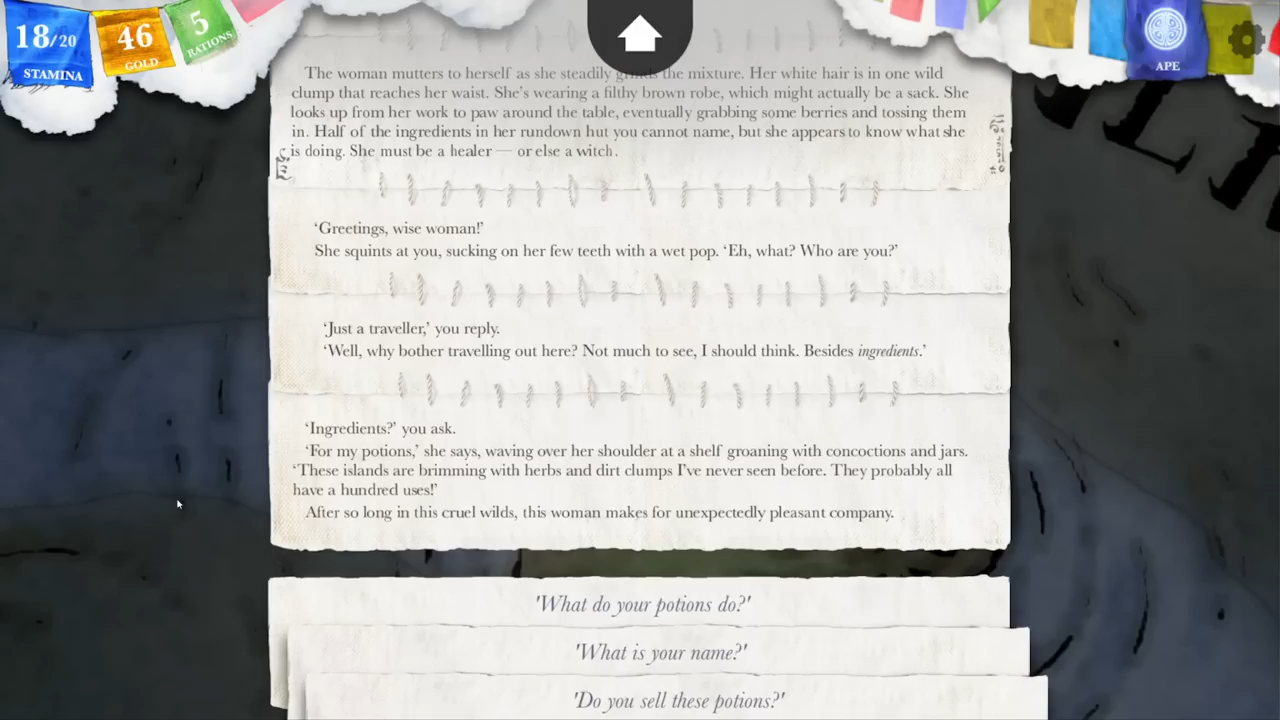 18/20
STAMINA
46
GOLD
5
RATIONS
APE
The woman mutters to herself as she steadily grinds the mixture. Her white hair is in one wild
clump that reaches her waist. She's wearing a filthy brown robe, which might actually be a sack. She
looks up from her work to paw around the table, eventually grabbing some berries and tossing them
in. Half of the ingredients in her rundown hut you cannot name, but she appears to know what she
is doing. She must be a healer — or else a witch.
‘Greetings, wise woman!’
She squints at you, sucking on her few teeth with a wet pop. ‘Eh, what? Who are you?’
‘Just a traveller,’ you reply.
‘Well, why bother travelling out here? Not much to see, I should think. Besides ingredients.’
‘Ingredients?’ you ask.
‘For my potions,’ she says, waving over her shoulder at a shelf groaning with concoctions and jars.
‘These islands are brimming with herbs and dirt clumps I’ve never seen before. They probably all
have a hundred uses!’
After so long in this cruel wilds, this woman makes for unexpectedly pleasant company.
'What do your potions do?'
'What is your name?'
'Do you sell these potions?'